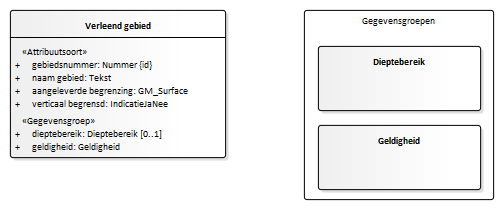 Verleend gebied
«Attribuutsoort»
+ gebiedsnummer: Nummer {id}
+ naam gebied: Tekst
+ aangeleverde begrenzing: GM_Surface
+ verticaal begrensd: IndicatieJaNee
«Gegevensgroep»
+ dieptebereik: Dieptebereik [0..1]
+ geldigheid: Geldigheid
Gegevensgroepen
Dieptebereik
Geldigheid